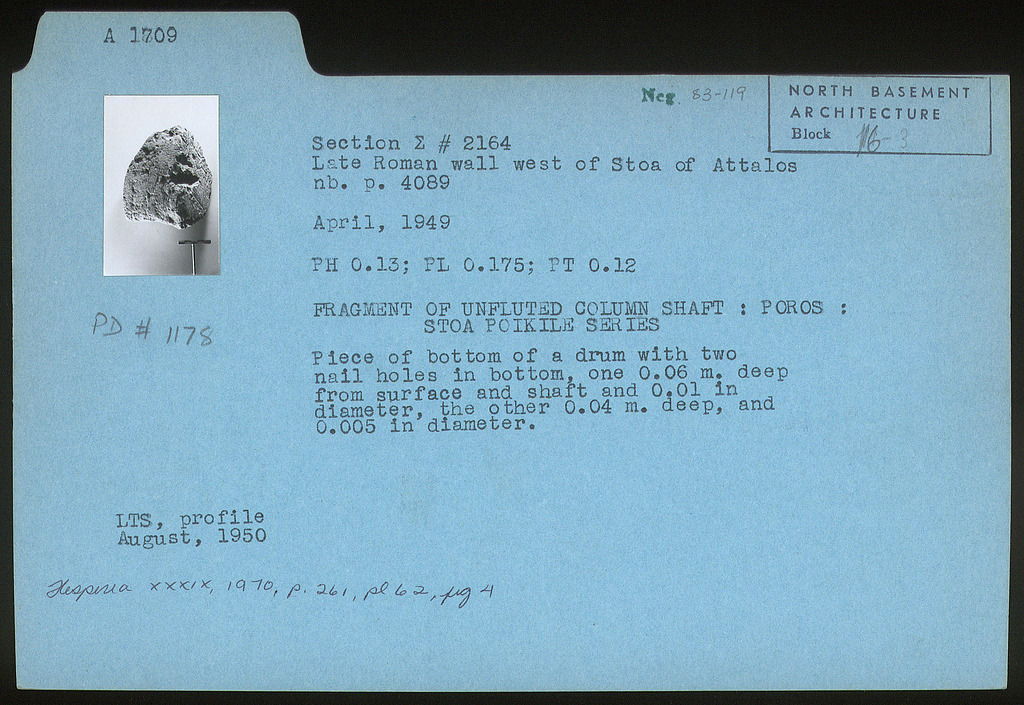 A 1709
Neg. 83-119
NORTH BASEMENT
ARCHITECTURE
Block 16-3
Section Σ # 2164
Late Roman wall west of Stoa of Attalos
nb. p. 4089
April, 1949
PH 0.13; PL 0.175; PT 0.12
FRAGMENT OF UNFLUTED COLUMN SHAFT : POROS :
STOA POIKILE SERIES
PD # 1178
Piece of bottom of a drum with two
nail holes in bottom, one 0.06 m. deep
from surface and shaft and 0.01 in
diameter, the other 0.04 m. deep, and
0.005 in diameter.
LTS, profile
August, 1950
Hesperia XXXIX, 1970, p. 261, pl 62, fig 4